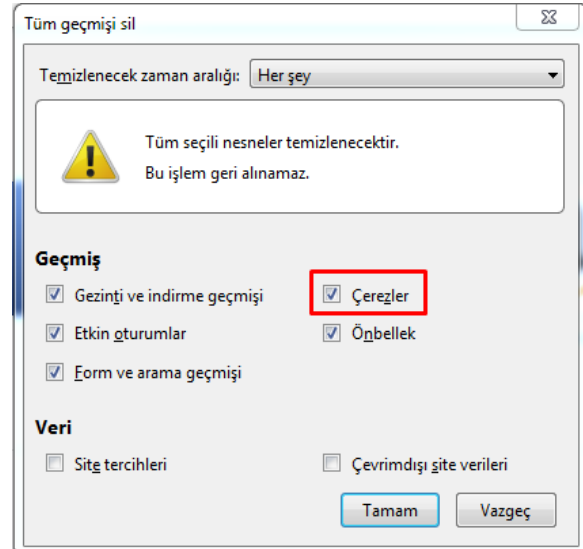 Tüm geçmişi sil
Temizlenecek zaman aralığı: Her şey
Tüm seçili nesneler temizlenecektir.
Bu işlem geri alınamaz.
Geçmiş
Gezinti ve indirme geçmişi Çerezler
Etkin oturumlar Önbellek
Form ve arama geçmişi
Veri
Site tercihleri Çevrimdışı site verileri
Tamam Vazgeç